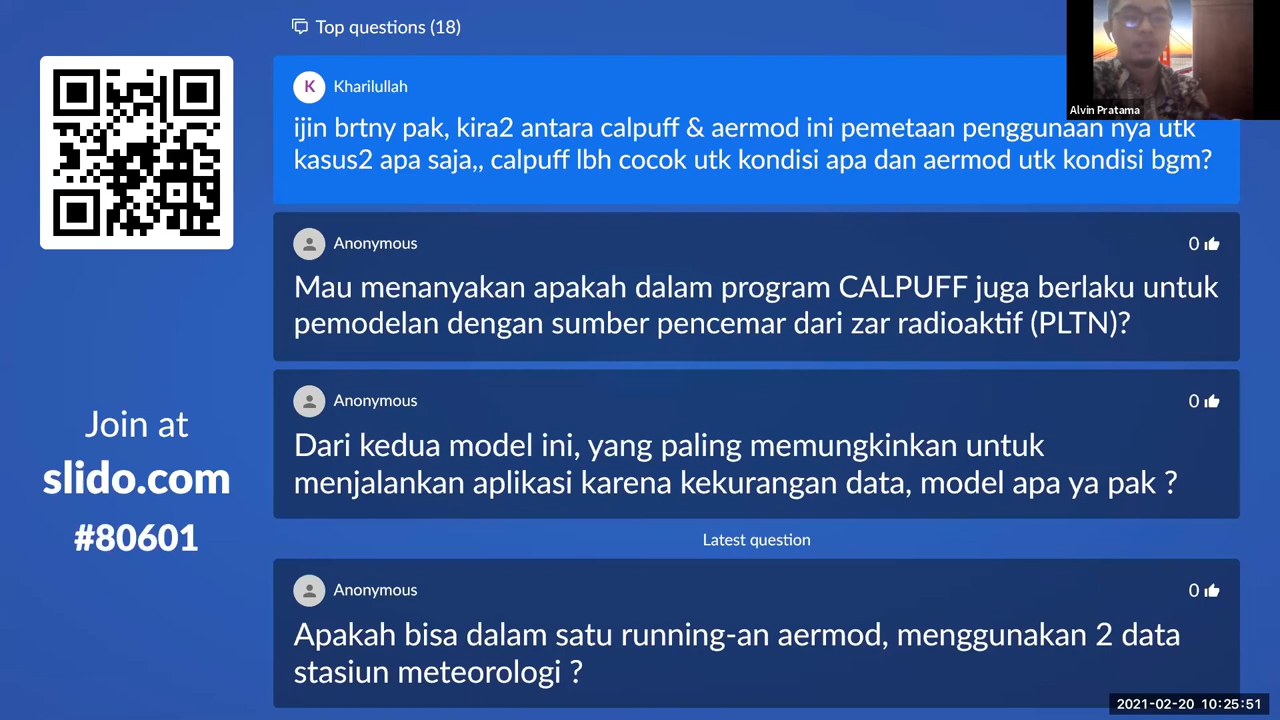 Top questions (18)
Alvin Pratama
K Kharilullah
ijin brtny pak, kira2 antara calpuff & aermod ini pemetaan penggunaan nya utk
kasus2 apa saja,, calpuff lbh cocok utk kondisi apa dan aermod utk kondisi bgm?
Anonymous 0
Mau menanyakan apakah dalam program CALPUFF juga berlaku untuk
pemodelan dengan sumber pencemar dari zar radioaktif (PLTN)?
Anonymous 0
Dari kedua model ini, yang paling memungkinkan untuk
menjalankan aplikasi karena kekurangan data, model apa ya pak ?
Latest question
Anonymous 0
Apakah bisa dalam satu running-an aermod, menggunakan 2 data
stasiun meteorologi ?
Join at
slido.com
#80601
2021-02-20 10:25:51